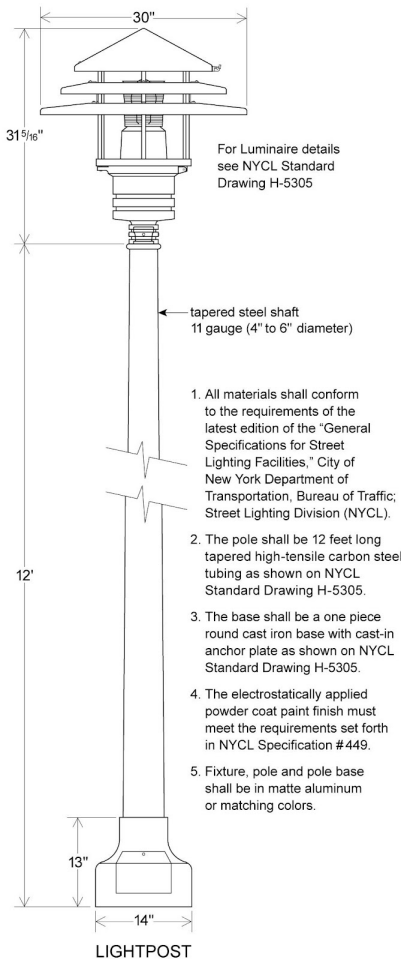 30"
31 5/16"
For Luminaire details
see NYCL Standard
Drawing H-5305
tapered steel shaft
11 gauge (4" to 6" diameter)
1. All materials shall conform
to the requirements of the
latest edition of the “General
Specifications for Street
Lighting Facilities,” City of
New York Department of
Transportation, Bureau of Traffic;
Street Lighting Division (NYCL).
2. The pole shall be 12 feet long
tapered high-tensile carbon steel
tubing as shown on NYCL
Standard Drawing H-5305.
12'
3. The base shall be a one piece
round cast iron base with cast-in
anchor plate as shown on NYCL
Standard Drawing H-5305.
4. The electrostatically applied
powder coat paint finish must
meet the requirements set forth
in NYCL Specification #449.
5. Fixture, pole and pole base
shall be in matte aluminum
or matching colors.
13"
14"
LIGHTPOST